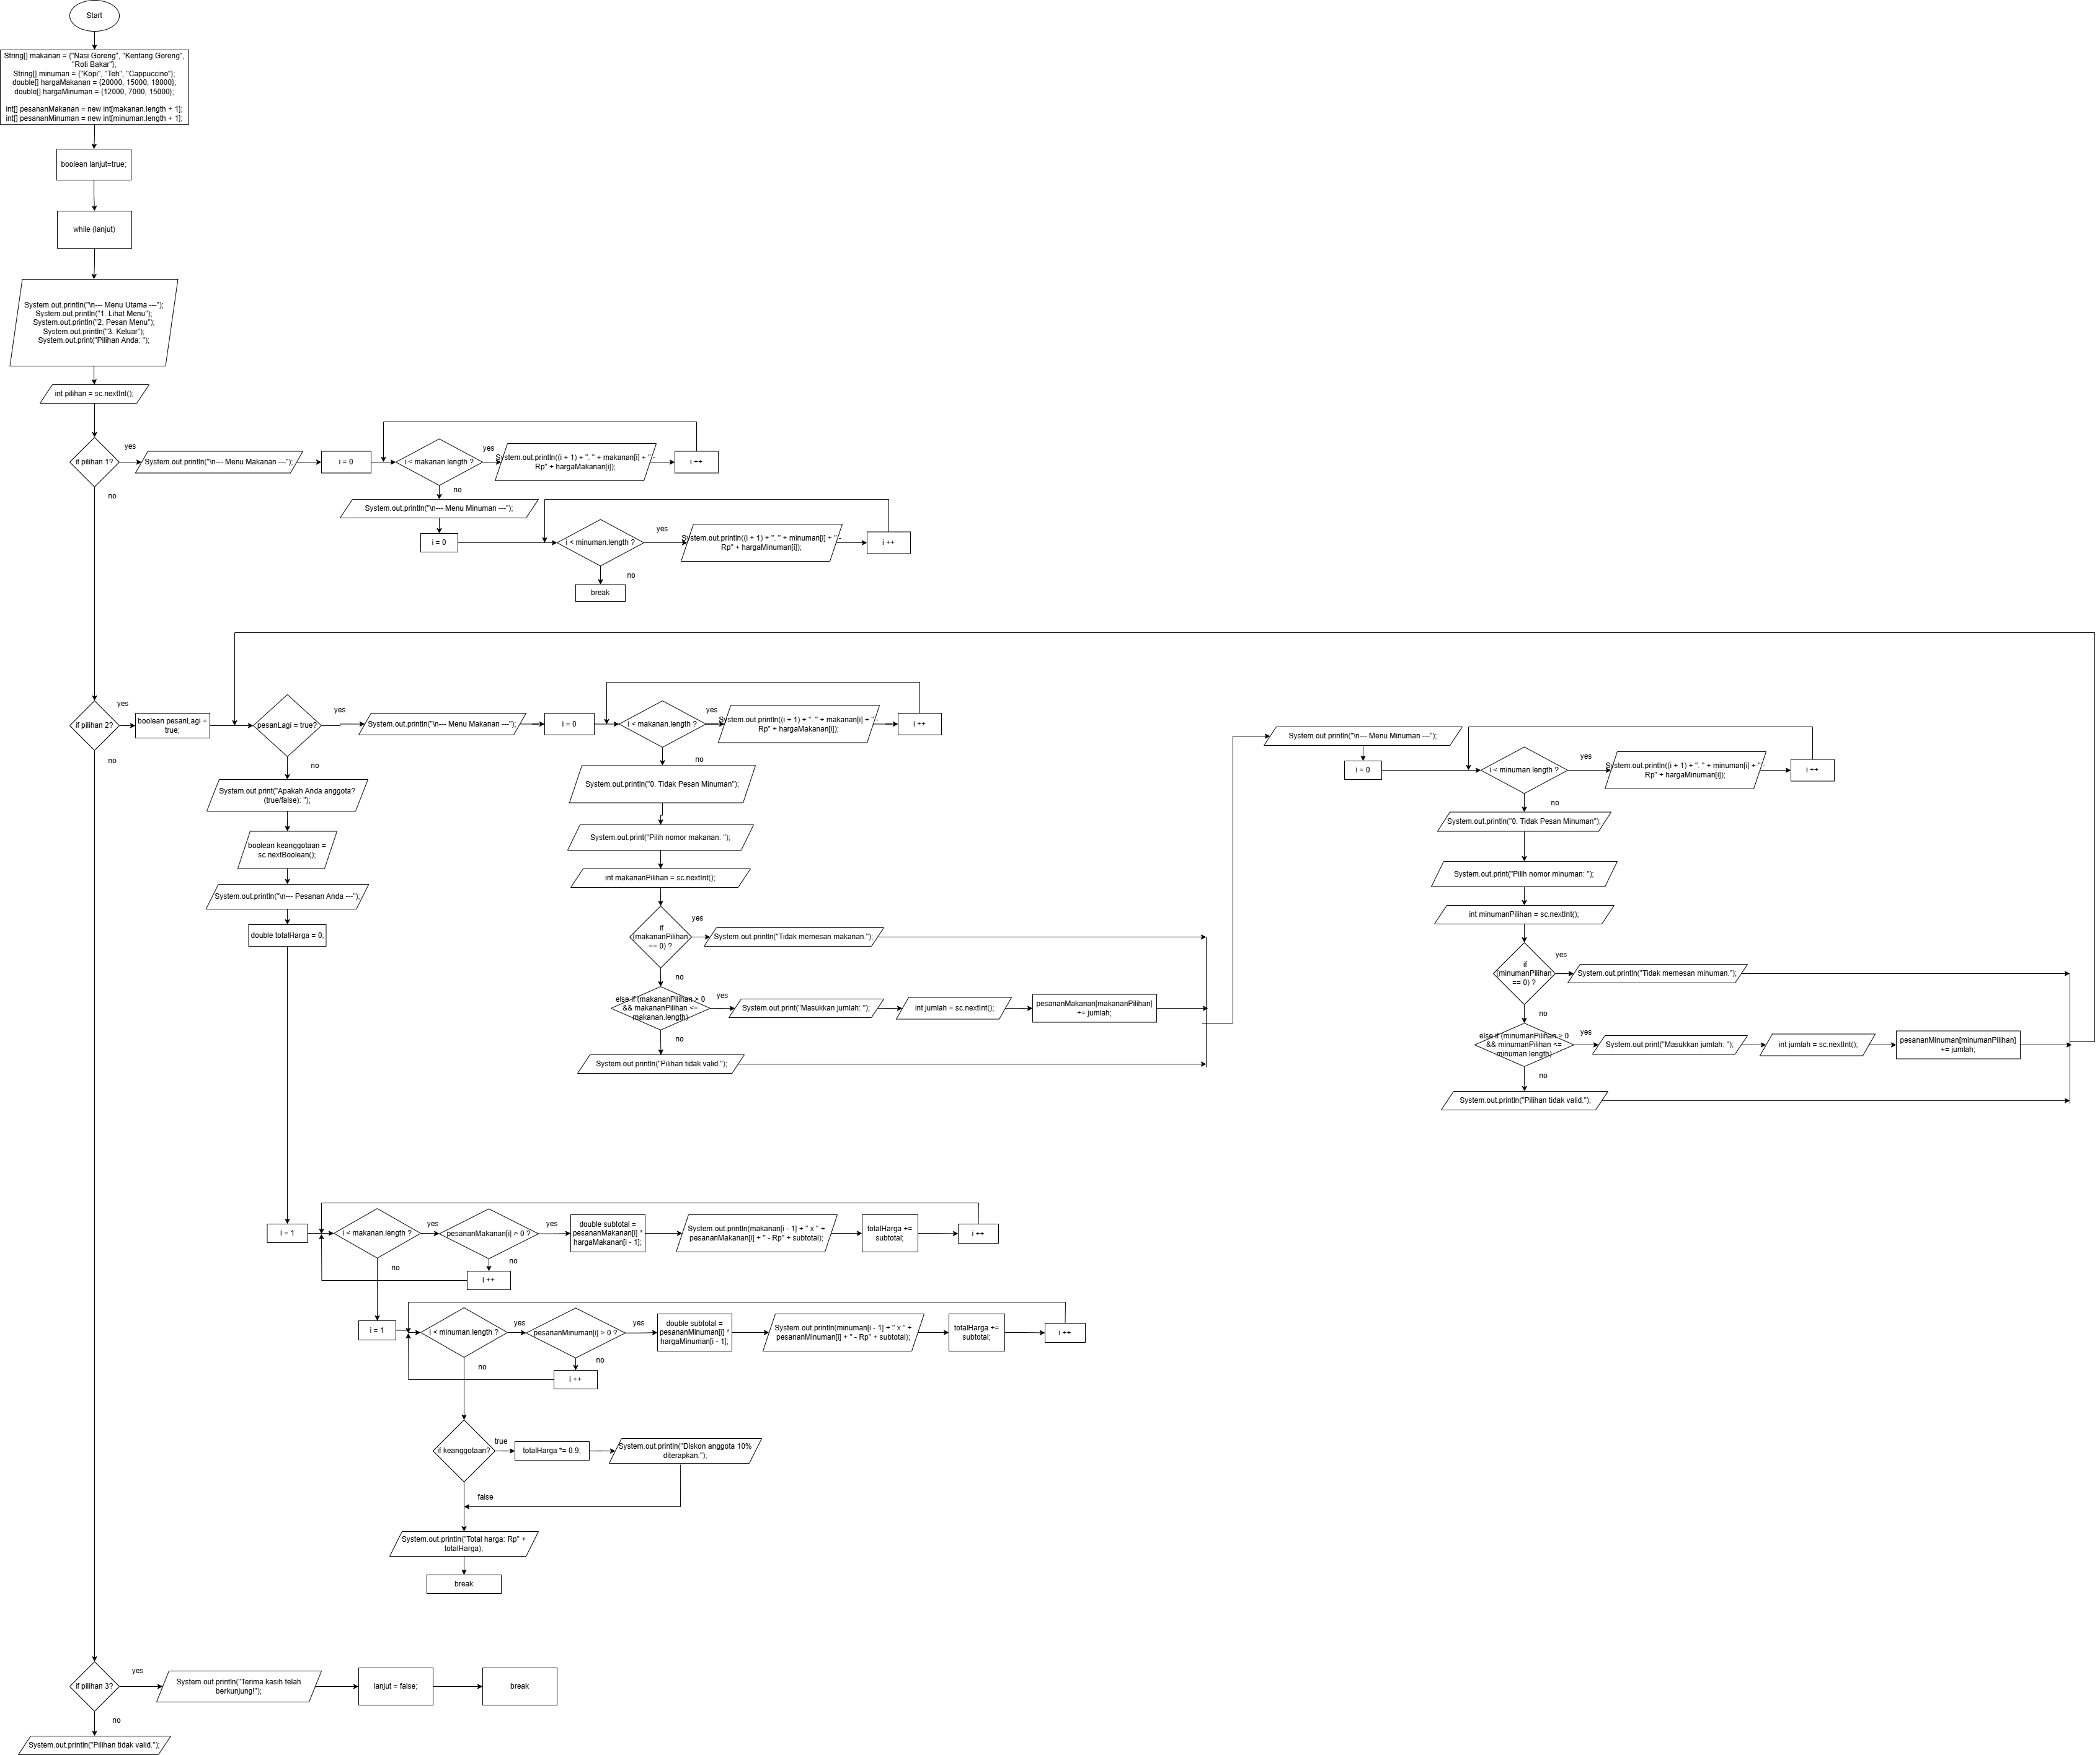 Start
String[] makanan = {"Nasi Goreng", "Kentang Goreng",
"Roti Bakar"};
String[] minuman = {"Kopi", "Teh", "Cappuccino"};
double[] hargaMakanan = {20000, 15000, 18000};
double[] hargaMinuman = {12000, 7000, 15000};
int[] pesananMakanan = new int[makanan.length + 1];
int[] pesananMinuman = new int[minuman.length + 1];
boolean lanjut=true;
while (lanjut)
System.out.println("\n--- Menu Utama ---");
System.out.println("1. Lihat Menu");
System.out.println("2. Pesan Menu");
System.out.println("3. Keluar");
System.out.print("Pilihan Anda: ");
int pilihan = sc.nextInt();
if pilihan 1?
yes
no
System.out.println("\n--- Menu Makanan ---");
i = 0
i < makanan.length ?
yes
System.out.println((i + 1) + ". " + makanan[i] + " -
Rp" + hargaMakanan[i]);
i ++
no
System.out.println("\n--- Menu Minuman ---");
i = 0
i < minuman.length ?
yes
System.out.println((i + 1) + ". " + minuman[i] + " -
Rp" + hargaMinuman[i]);
i ++
no
break
if pilihan 2?
yes
no
boolean pesanLagi =
true;
pesanLagi = true?
yes
no
System.out.println("\n--- Menu Makanan ---");
i = 0
i < makanan.length ?
yes
System.out.println((i + 1) + ". " + makanan[i] + " -
Rp" + hargaMakanan[i]);
i ++
no
System.out.println("0. Tidak Pesan Minuman");
System.out.print("Pilih nomor makanan: ");
int makananPilihan = sc.nextInt();
if
(makananPilihan
== 0) ?
yes
System.out.println("Tidak memesan makanan.");
no
else if (makananPilihan > 0
&& makananPilihan <=
makanan.length)
yes
System.out.print("Masukkan jumlah: ");
int jumlah = sc.nextInt();
pesananMakanan[makananPilihan]
+= jumlah;
no
System.out.println("Pilihan tidak valid.");
System.out.println("\n--- Menu Minuman ---");
i = 0
i < minuman.length ?
yes
System.out.println((i + 1) + ". " + minuman[i] + " -
Rp" + hargaMinuman[i]);
i ++
no
System.out.println("0. Tidak Pesan Minuman");
System.out.print("Pilih nomor minuman: ");
int minumanPilihan = sc.nextInt();
if
(minumanPilihan
== 0) ?
yes
System.out.println("Tidak memesan minuman.");
no
else if (minumanPilihan > 0
&& minumanPilihan <=
minuman.length)
yes
System.out.print("Masukkan jumlah: ");
int jumlah = sc.nextInt();
pesananMinuman[minumanPilihan]
+= jumlah;
no
System.out.println("Pilihan tidak valid.");
System.out.print("Apakah Anda anggota?
(true/false): ");
boolean keanggotaan =
sc.nextBoolean();
System.out.println("\n--- Pesanan Anda ---");
double totalHarga = 0;
i = 1
i < makanan.length ?
yes
pesananMakanan[i] > 0 ?
yes
double subtotal =
pesananMakanan[i] *
hargaMakanan[i - 1];
System.out.println(makanan[i - 1] + " x " +
pesananMakanan[i] + " - Rp" + subtotal);
totalHarga +=
subtotal;
i ++
no
no
i ++
i = 1
i < minuman.length ?
yes
pesananMinuman[i] > 0 ?
yes
double subtotal =
pesananMinuman[i] *
hargaMinuman[i - 1];
System.out.println(minuman[i - 1] + " x " +
pesananMinuman[i] + " - Rp" + subtotal);
totalHarga +=
subtotal;
i ++
no
no
i ++
if keanggotaan?
true
totalHarga *= 0.9;
System.out.println("Diskon anggota 10%
diterapkan.");
false
System.out.println("Total harga: Rp" +
totalHarga);
break
if pilihan 3?
yes
System.out.println("Terima kasih telah
berkunjung!");
lanjut = false;
break
no
System.out.println("Pilihan tidak valid.");